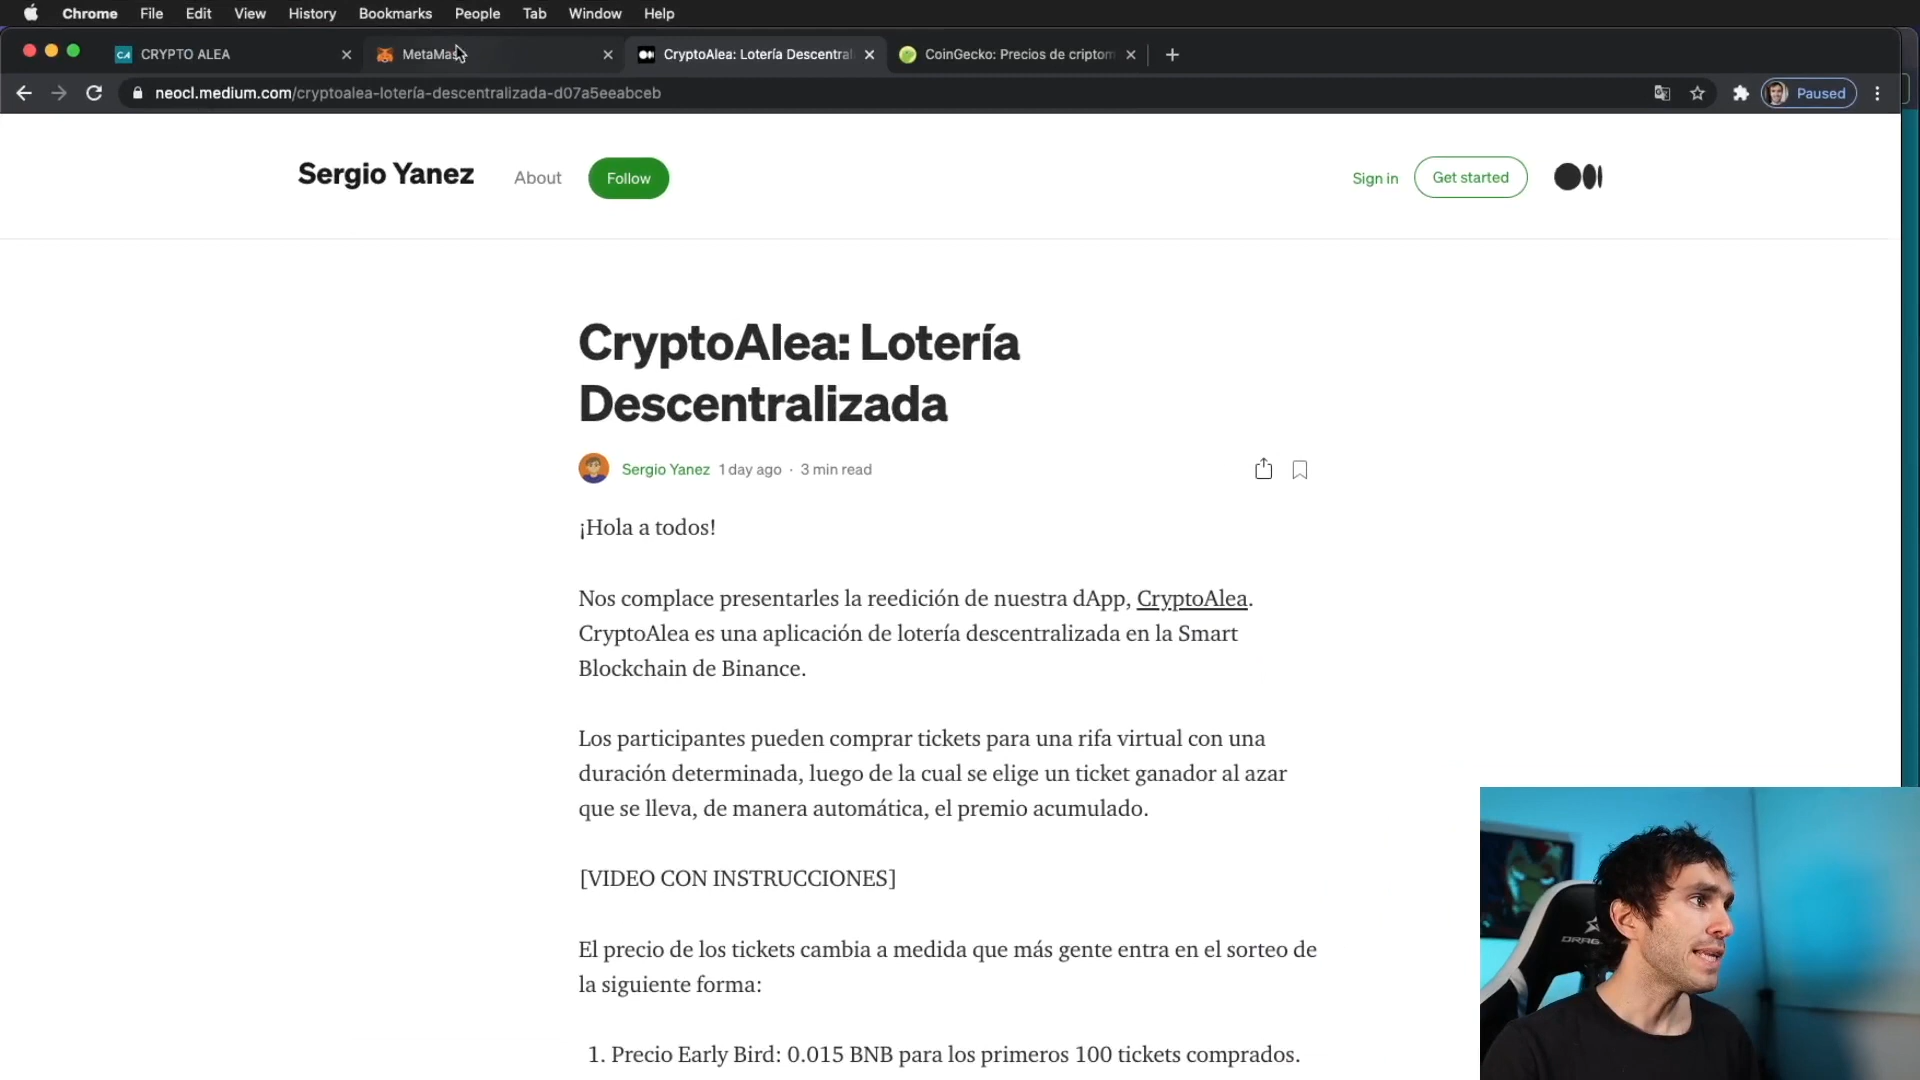 Chrome File Edit View History Bookmarks People Tab Window Help
CA CRYPTO ALEA
CryptoAlea: Lotería Descentral
CoinGecko: Precios de criptom
neocl.medium.com/cryptoalea-lotería-descentralizada-d07a5eeabceb
Paused
Sergio Yanez About Follow
Sign in Get started
CryptoAlea: Lotería
Descentralizada
Sergio Yanez 1 day ago · 3 min read
¡Hola a todos!
Nos complace presentarles la reedición de nuestra dApp, CryptoAlea.
CryptoAlea es una aplicación de lotería descentralizada en la Smart
Blockchain de Binance.
Los participantes pueden comprar tickets para una rifa virtual con una
duración determinada, luego de la cual se elige un ticket ganador al azar
que se lleva, de manera automática, el premio acumulado.
[VIDEO CON INSTRUCCIONES]
El precio de los tickets cambia a medida que más gente entra en el sorteo de
la siguiente forma:
1. Precio Early Bird: 0.015 BNB para los primeros 100 tickets comprados.